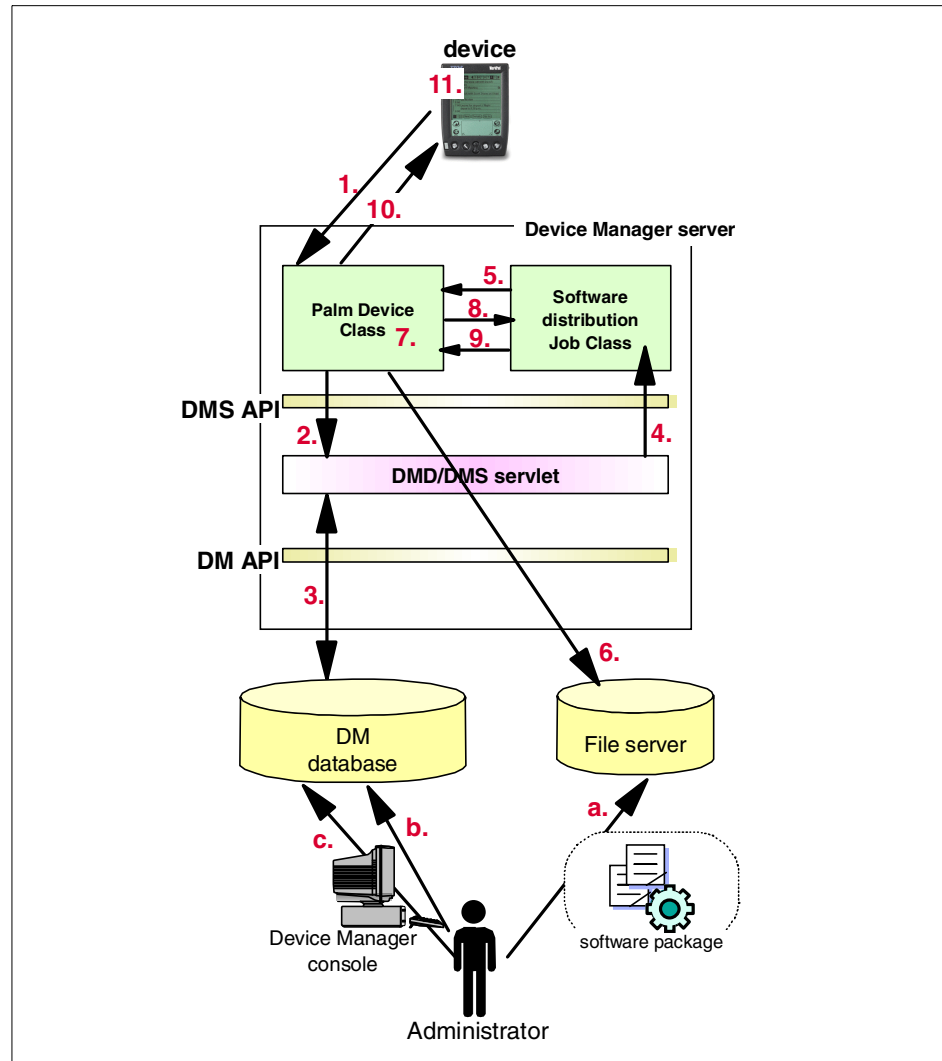 device
11.
1.
10.
Device Manager server
Palm Device
Class
7.
5.
8.
9.
Software
distribution
Job Class
DMS API
2.
4.
DMD/DMS servlet
DM API
3.
6.
DM
database
File server
c.
b.
a.
Device Manager
console
software package
Administrator